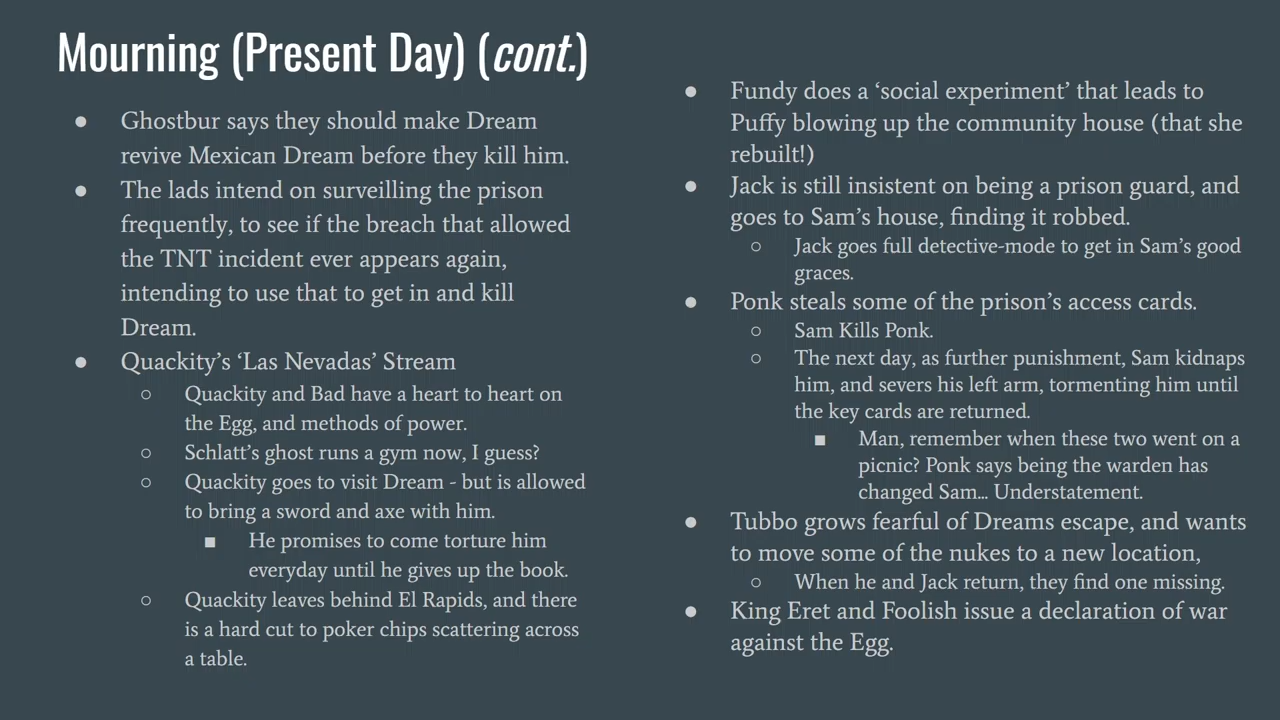 Mourning (Present Day) (cont.)
● Ghostbur says they should make Dream
revive Mexican Dream before they kill him.
● The lads intend on surveilling the prison
frequently, to see if the breach that allowed
the TNT incident ever appears again,
intending to use that to get in and kill
Dream.
● Quackity’s ‘Las Nevadas’ Stream
○ Quackity and Bad have a heart to heart on
the Egg, and methods of power.
○ Schlatt’s ghost runs a gym now, I guess?
○ Quackity goes to visit Dream - but is allowed
to bring a sword and axe with him.
■ He promises to come torture him
everyday until he gives up the book.
○ Quackity leaves behind El Rapids, and there
is a hard cut to poker chips scattering across
a table.
● Fundy does a ‘social experiment’ that leads to
Puffy blowing up the community house (that she
rebuilt!)
● Jack is still insistent on being a prison guard, and
goes to Sam’s house, finding it robbed.
○ Jack goes full detective-mode to get in Sam’s good
graces.
● Ponk steals some of the prison’s access cards.
○ Sam Kills Ponk.
○ The next day, as further punishment, Sam kidnaps
him, and severs his left arm, tormenting him until
the key cards are returned.
■ Man, remember when these two went on a
picnic? Ponk says being the warden has
changed Sam... Understatement.
● Tubbo grows fearful of Dreams escape, and wants
to move some of the nukes to a new location,
○ When he and Jack return, they find one missing.
● King Eret and Foolish issue a declaration of war
against the Egg.